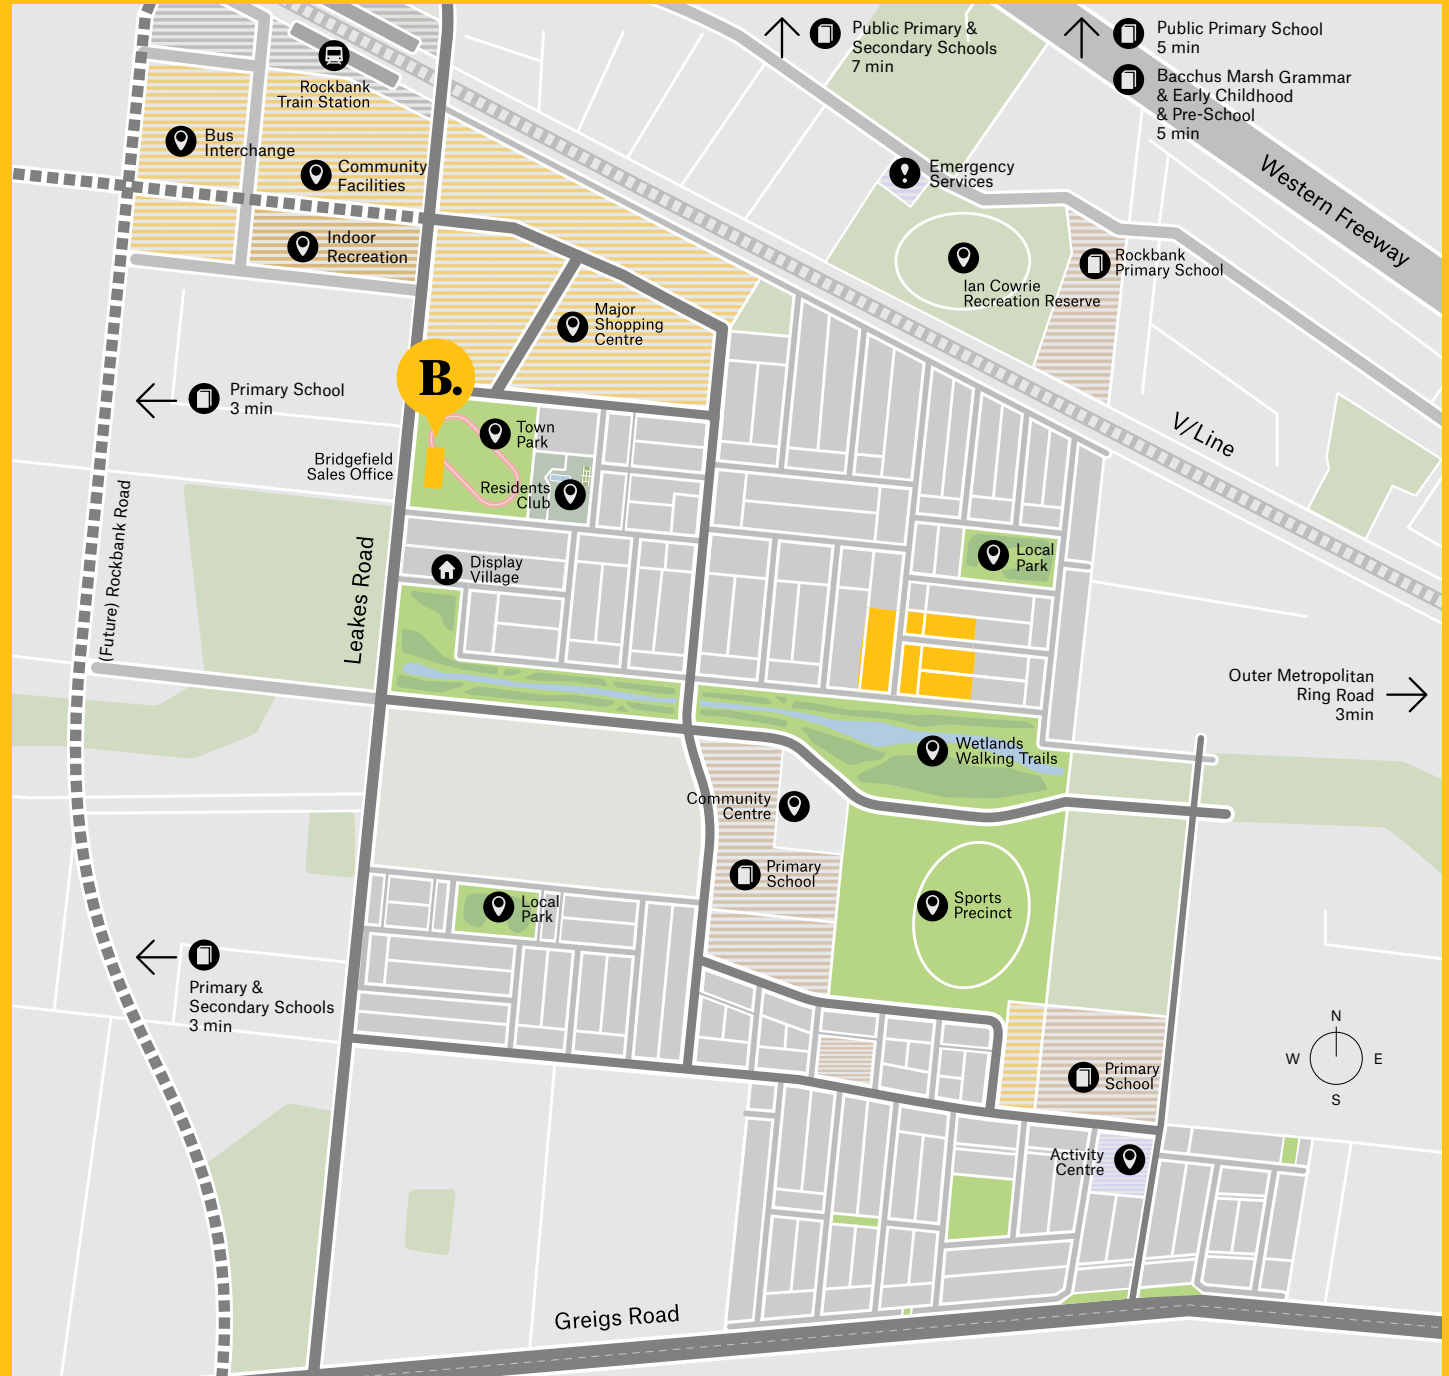 Public Primary &
Secondary Schools
7 min
Public Primary School
5 min
Bacchus Marsh Grammar
& Early Childhood
& Pre-School
5 min
Western Freeway
Rockbank
Train Station
Bus
Interchange
Community
Facilities
Indoor
Recreation
Emergency
Services
Ian Cowrie
Recreation Reserve
Rockbank
Primary School
Major
Shopping
Centre
B.
Primary School
3 min
Town
Park
Bridgefield
Sales Office
Residents
Club
V/Line
(Future) Rockbank Road
Leakes Road
Display
Village
Local
Park
Outer Metropolitan
Ring Road
3min
Wetlands
Walking Trails
Community
Centre
Primary
School
Sports
Precinct
Local
Park
Primary &
Secondary Schools
3 min
N
W
E
S
Primary
School
Activity
Centre
Greigs Road